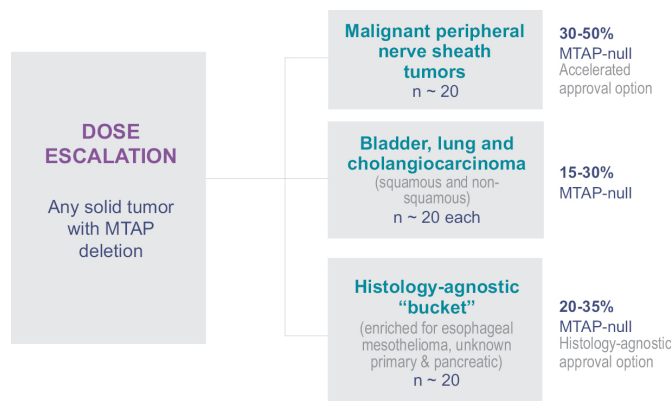 DOSE
ESCALATION
Any solid tumor
with MTAP
deletion
Malignant peripheral
nerve sheath
tumors
n ~ 20
30-50%
MTAP-null
Accelerated
approval option
Bladder, lung and
cholangiocarcinoma
(squamous and non-
squamous)
n ~ 20 each
15-30%
MTAP-null
Histology-agnostic
“bucket”
(enriched for esophageal
mesothelioma, unknown
primary & pancreatic)
n ~ 20
20-35%
MTAP-null
Histology-agnostic
approval option